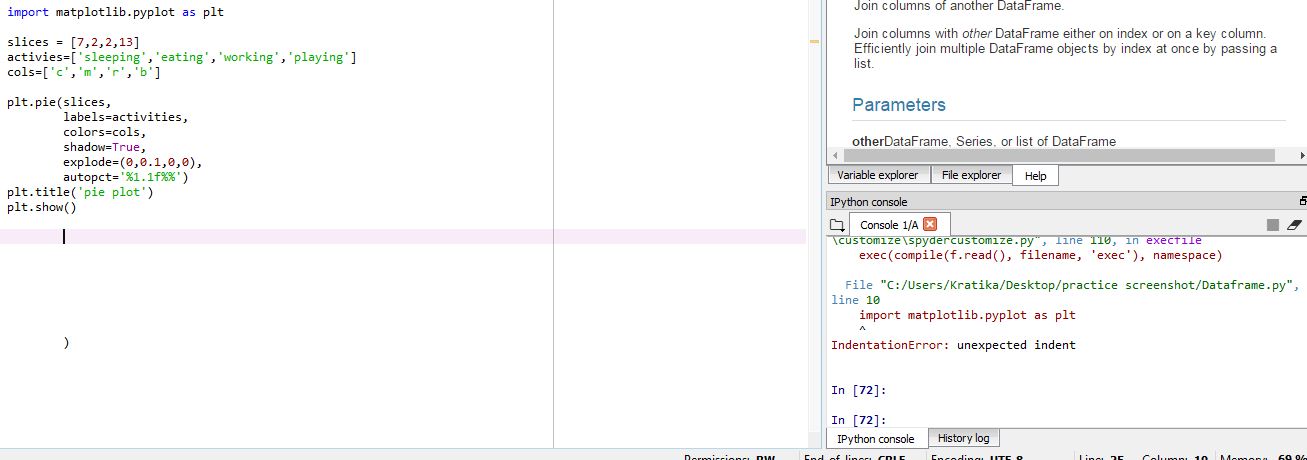 import matplotlib.pyplot as plt
slices = [7,2,2,13]
activies=['sleeping','eating','working','playing']
cols=['c','m','r','b']
plt.pie(slices,
labels=activities,
colors=cols,
shadow=True,
explode=(0,0.1,0,0),
autopct='%1.1f%%')
plt.title('pie plot')
plt.show()
)
Join columns of another DataFrame.
Join columns with other DataFrame either on index or on a key column.
Efficiently join multiple DataFrame objects by index at once by passing a
list.
Parameters
otherDataFrame, Series, or list of DataFrame
Variable explorer File explorer Help
IPython console
Console 1/A
\customize\spydercustomize.py", line 110, in execfile
exec(compile(f.read(), filename, 'exec'), namespace)
File "C:/Users/Kratika/Desktop/practice screenshot/Dataframe.py",
line 10
import matplotlib.pyplot as plt
^
IndentationError: unexpected indent
In [72]:
In [72]:
IPython console History log
Permissions: RW End-of-lines: CRLF Encoding: UTF-8 Line: 25 Column: 10 Memory: 69 %